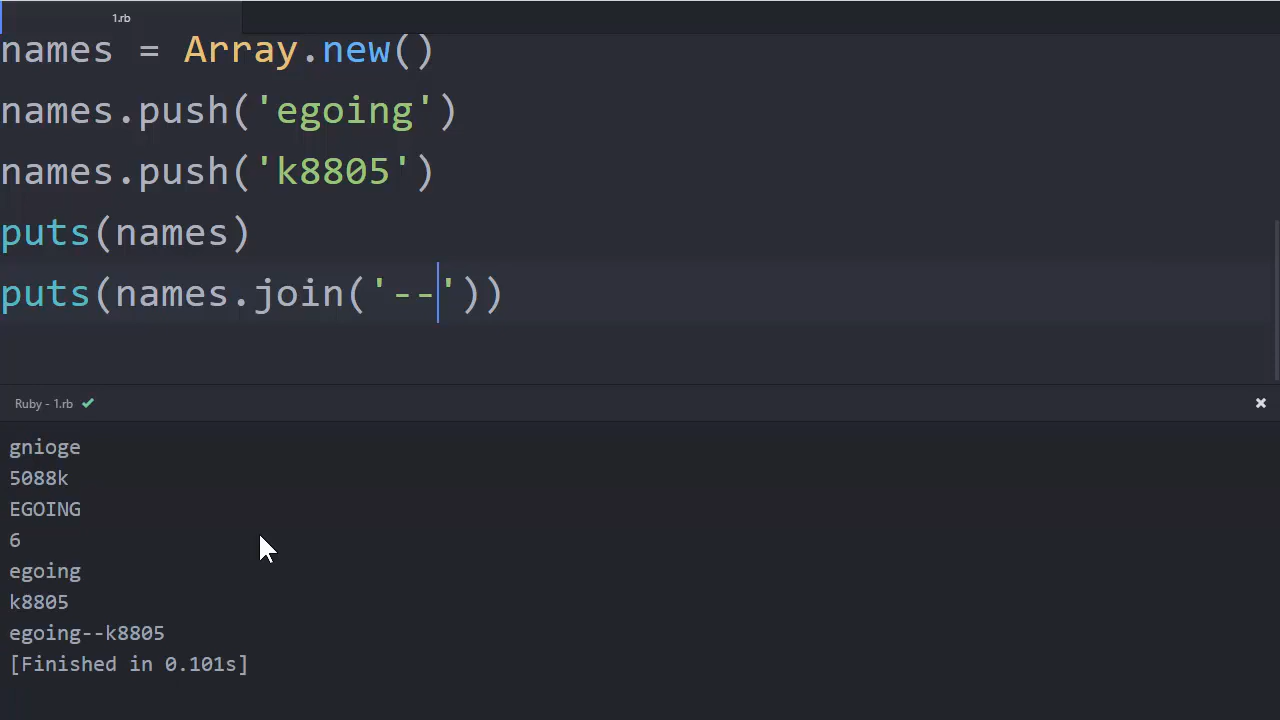 1.rb
names = Array.new()
names.push('egoing')
names.push('k8805')
puts(names)
puts(names.join('--'))
Ruby - 1.rb
gnioge
5088k
EGOING
6
egoing
k8805
egoing--k8805
[Finished in 0.101s]